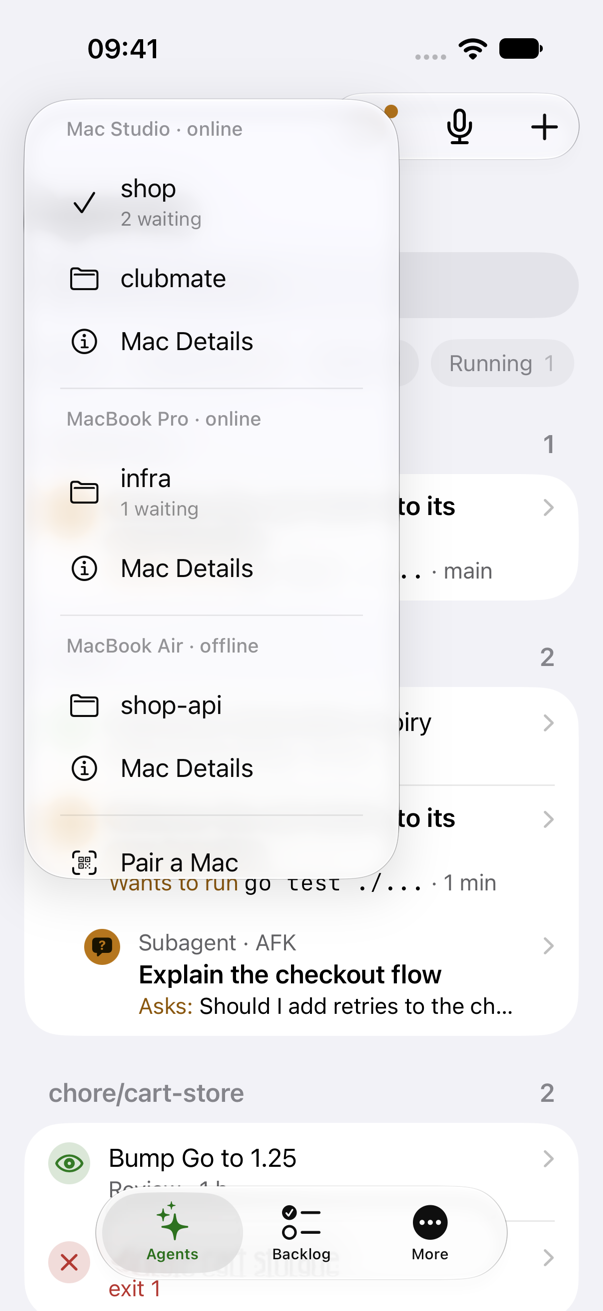 09:41
Mac Studio · online
shop
2 waiting
clubmate
Mac Details
Running 1
MacBook Pro · online
1
infra
1 waiting
to its
Mac Details
.. · main
MacBook Air · offline
2
shop-api
piry
Mac Details
to its
Pair a Mac
Wants to run go test ./... · 1 min
Subagent · AFK
Explain the checkout flow
Asks: Should I add retries to the ch...
chore/cart-store
2
Bump Go to 1.25
Review · 1 h
Agents
Backlog
More
exit 1